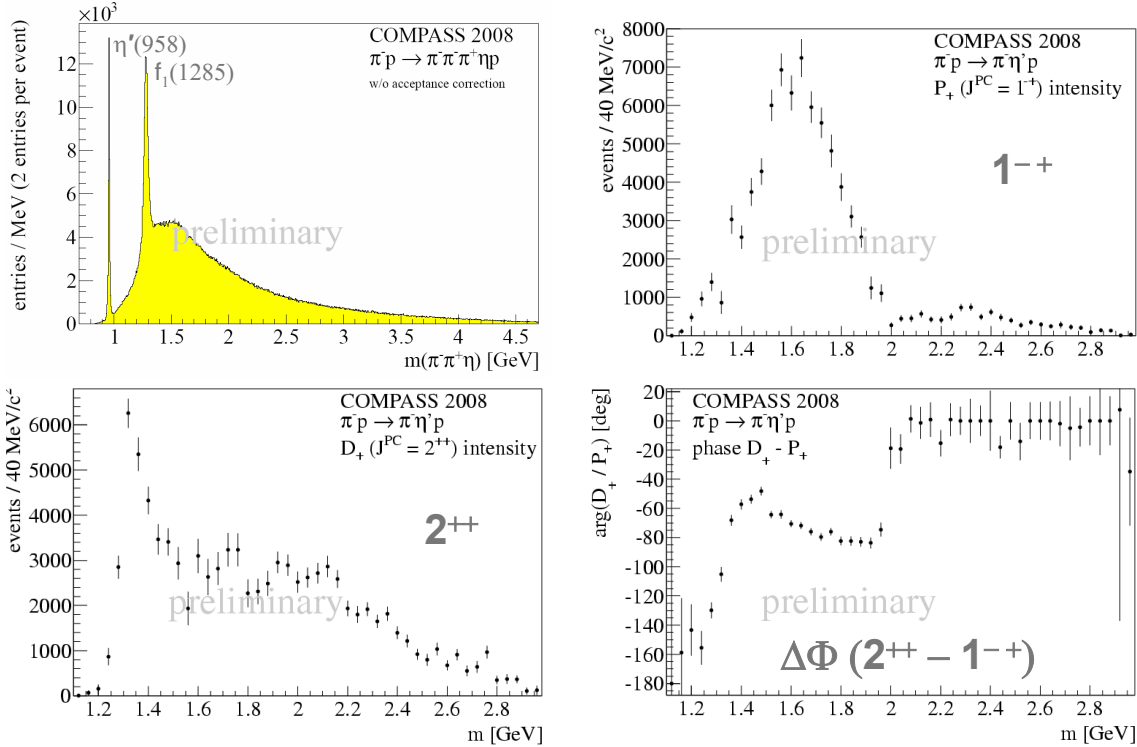 ×10³
entries / MeV (2 entries per event)
12
10
8
6
4
2
0
η′(958)
f₁(1285)
COMPASS 2008
π⁻p → π⁻π⁻π⁺ηp
w/o acceptance correction
preliminary
1 1.5 2 2.5 3 3.5 4 4.5
m(π⁻π⁺η) [GeV]
events / 40 MeV/c²
8000
7000
6000
5000
4000
3000
2000
1000
0
COMPASS 2008
π⁻p → π⁻η’p
P₊ (Jᴾᶜ = 1⁻⁺) intensity
1⁻⁺
preliminary
1.2 1.4 1.6 1.8 2 2.2 2.4 2.6 2.8
m [GeV]
events / 40 MeV/c²
6000
5000
4000
3000
2000
1000
0
COMPASS 2008
π⁻p → π⁻η’p
D₊ (Jᴾᶜ = 2⁺⁺) intensity
2⁺⁺
preliminary
1.2 1.4 1.6 1.8 2 2.2 2.4 2.6 2.8
m [GeV]
arg(D₊ / P₊) [deg]
20
0
-20
-40
-60
-80
-100
-120
-140
-160
-180
COMPASS 2008
π⁻p → π⁻η’p
phase D₊ - P₊
preliminary
ΔΦ (2⁺⁺ – 1⁻⁺)
1.2 1.4 1.6 1.8 2 2.2 2.4 2.6 2.8
m [GeV]